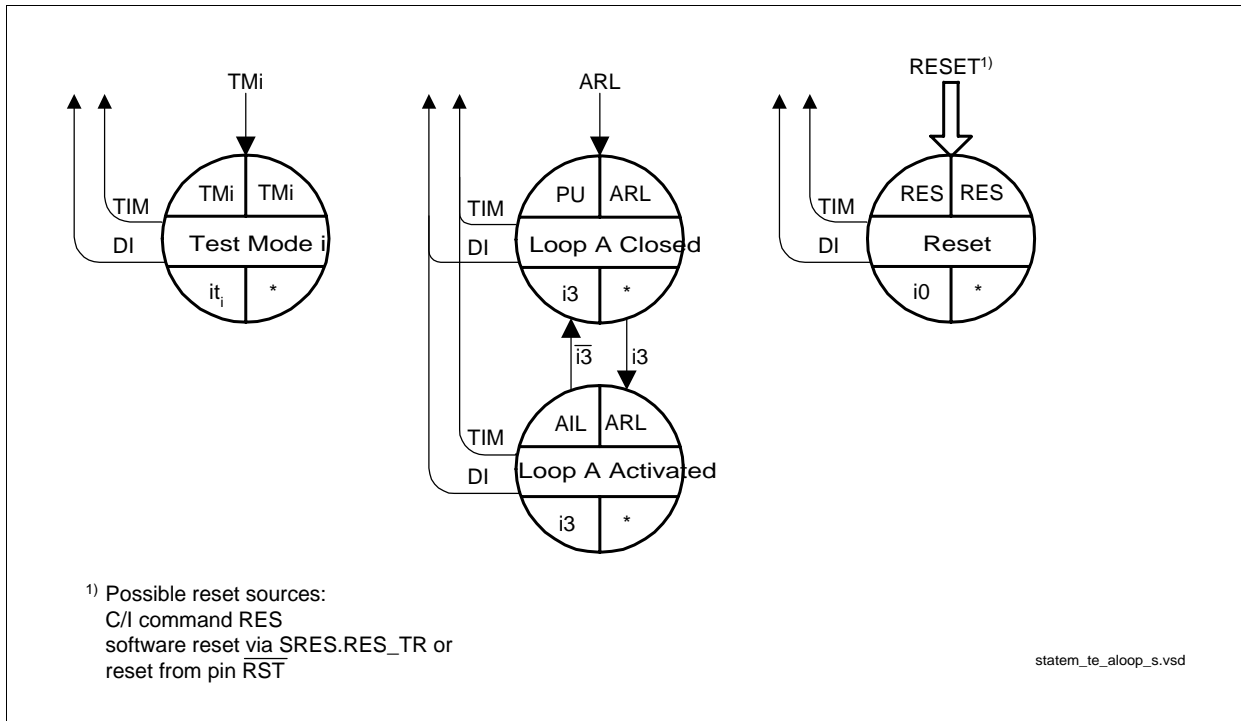 TMi
TMi TMi
TIM
DI
Test Mode i
it_i *
ARL
PU ARL
TIM
DI
Loop A Closed
i3 *
i3̅
i3
AIL ARL
TIM
DI
Loop A Activated
i3 *
RESET¹⁾
RES RES
TIM
DI
Reset
i0 *
¹⁾ Possible reset sources:
C/I command RES
software reset via SRES.RES_TR or
reset from pin R̅S̅T̅
statem_te_aloop_s.vsd